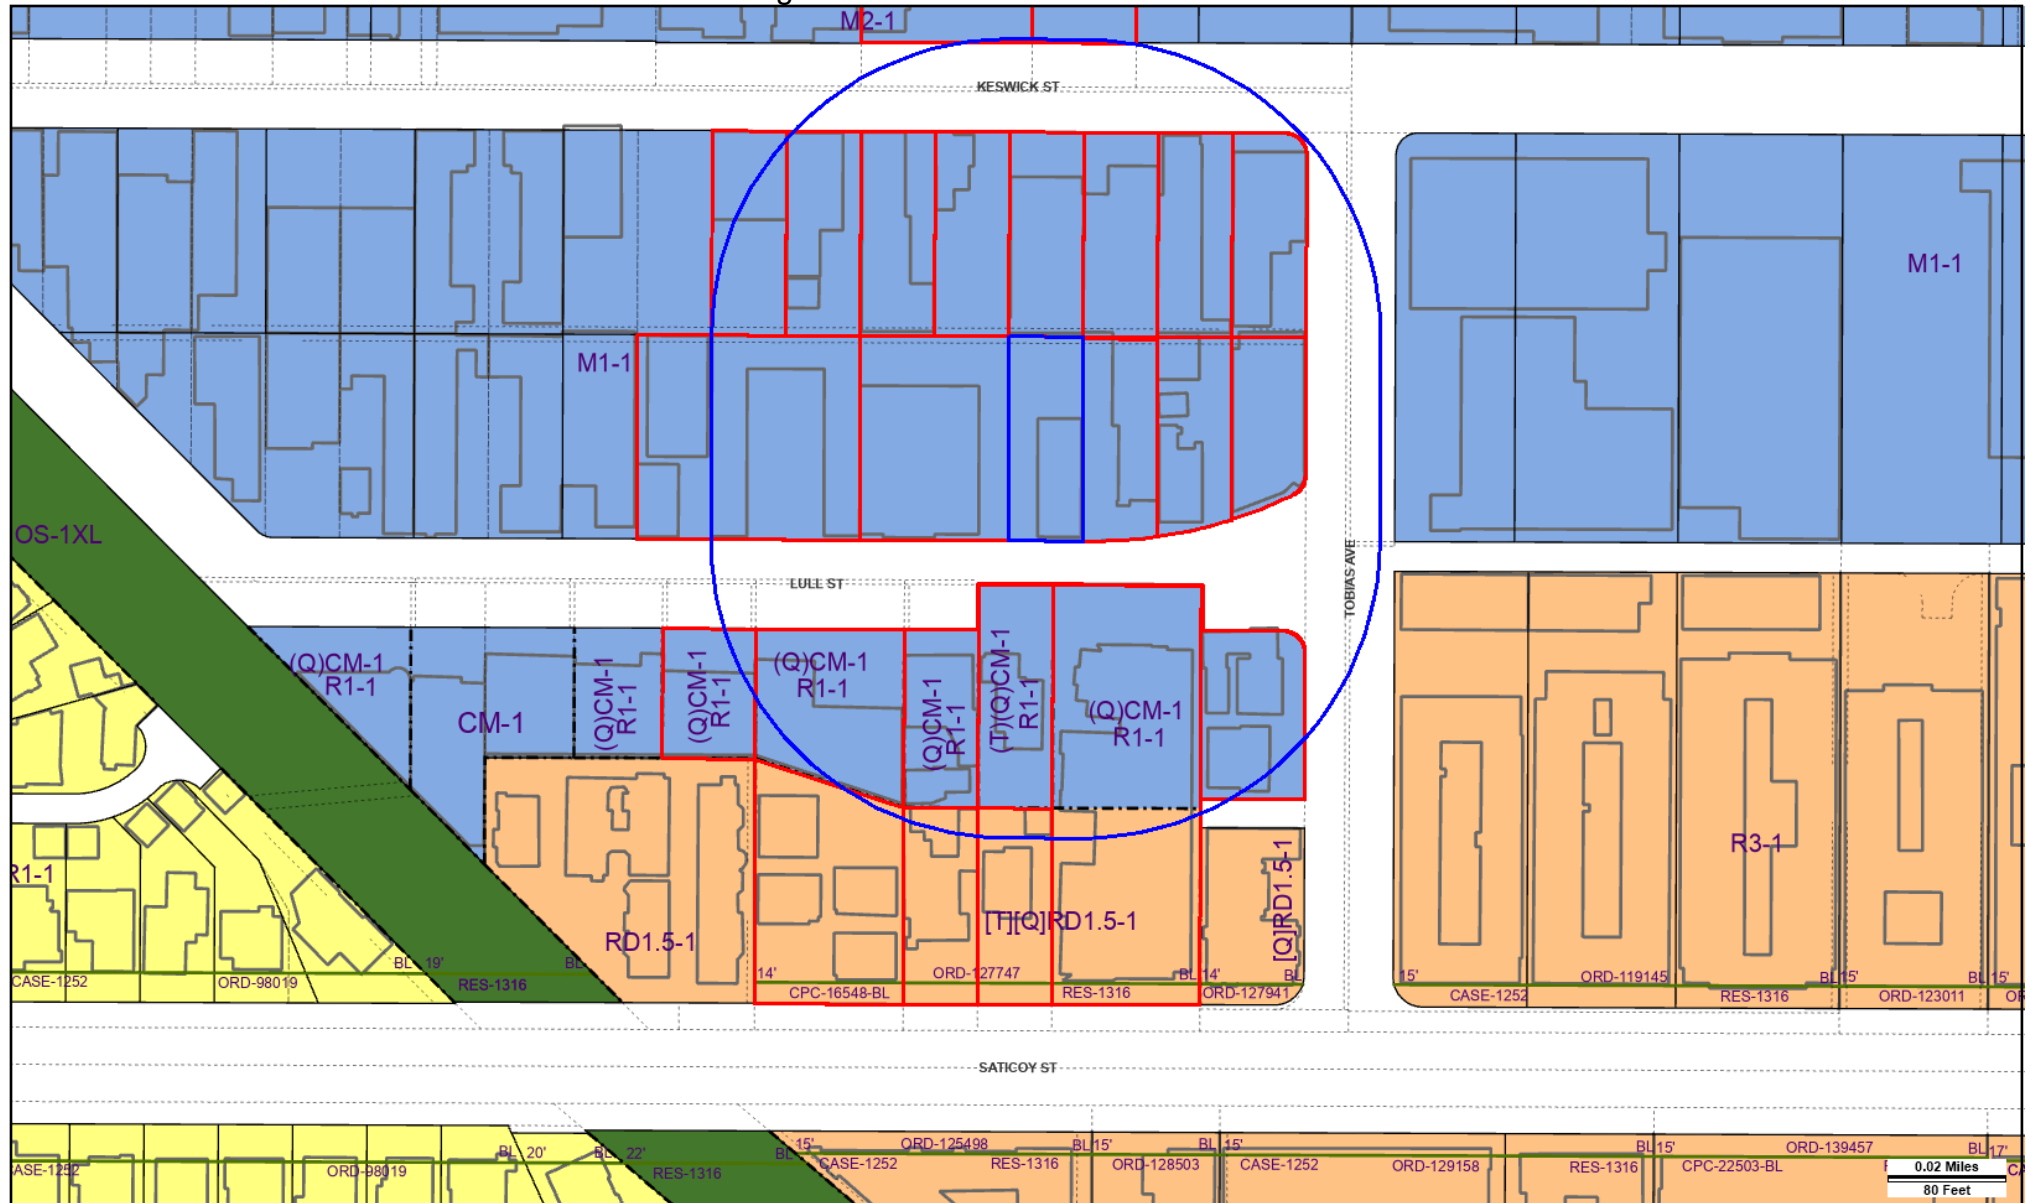 M2-1
KESWICK ST
M1-1
M1-1
OS-1XL
LULL ST
TOBIAS AVE
(Q)CM-1
R1-1
CM-1
(Q)CM-1
R1-1
(Q)CM-1
R1-1
(Q)CM-1
R1-1
(Q)CM-1
R1-1
(T)(Q)CM-1
R1-1
(Q)CM-1
R1-1
R3-1
R1-1
RD1.5-1
[T][Q]RD1.5-1
[Q]RD1.5-1
BL 19'
BL
14'
ORD-127747
BL 14'
BL
15'
ORD-119145
BL 15'
BL 15'
CASE-1252
ORD-98019
RES-1316
CPC-16548-BL
RES-1316
ORD-127941
CASE-1252
RES-1316
ORD-123011
SATICOY ST
BL 20'
BL 22'
BL
15'
ORD-125498
BL 15'
BL 15'
BL 15'
ORD-139457
BL 17'
ORD-98019
RES-1316
CASE-1252
RES-1316
ORD-128503
CASE-1252
ORD-129158
RES-1316
CPC-22503-BL
0.02 Miles
80 Feet